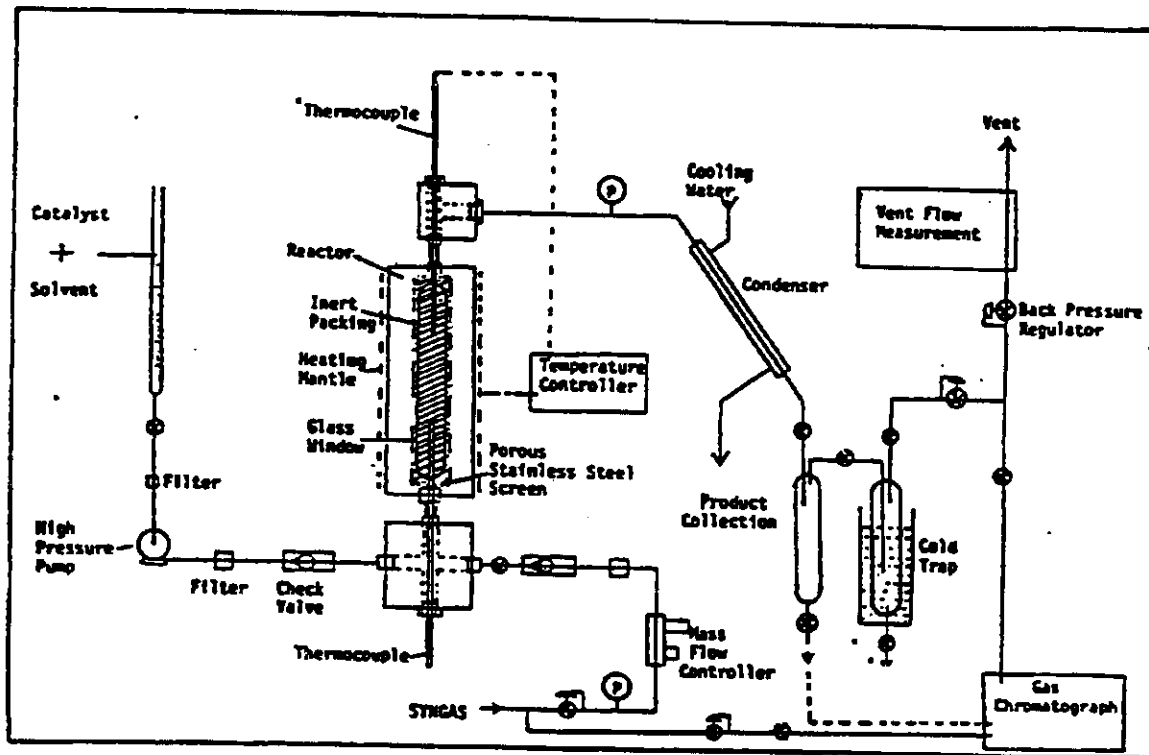 Thermocouple
Vent
Cooling
Water
P
Catalyst
+
Solvent
Vent Flow
Measurement
Reactor
Condenser
Inert
Packing
Back Pressure
Regulator
Heating
Mantle
Temperature
Controller
Glass
Window
Porous
Stainless Steel
Screen
Filter
Product
Collection
High
Pressure
Pump
Cold
Trap
Filter
Check
Valve
Thermocouple
Mass
Flow
Controller
P
SYNGAS
Gas
Chromatograph